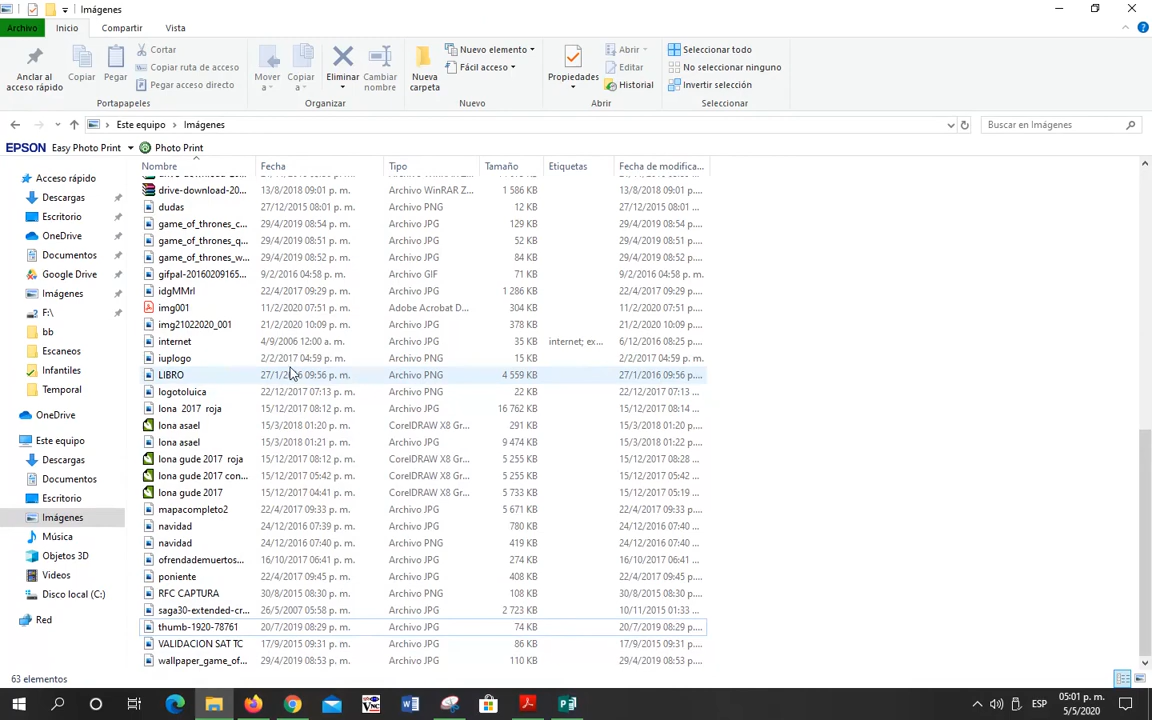 Imágenes
Archivo Inicio Compartir Vista
Anclar al acceso rápido
Copiar
Pegar
Cortar
Copiar ruta de acceso
Pegar acceso directo
Portapapeles
Mover a
Copiar a
Eliminar
Cambiar nombre
Organizar
Nueva carpeta
Nuevo elemento
Fácil acceso
Nuevo
Propiedades
Abrir
Editar
Historial
Abrir
Seleccionar todo
No seleccionar ninguno
Invertir selección
Seleccionar
Este equipo > Imágenes
Buscar en Imágenes
EPSON Easy Photo Print Photo Print
Acceso rápido
Descargas
Escritorio
OneDrive
Documentos
Google Drive
Imágenes
F:\
bb
Escaneos
Infantiles
Temporal
OneDrive
Este equipo
Descargas
Documentos
Escritorio
Imágenes
Música
Objetos 3D
Videos
Disco local (C:)
Red
Nombre Fecha Tipo Tamaño Etiquetas Fecha de modifica...
drive-download-20... 13/8/2018 09:01 p. m. Archivo WinRAR Z... 1 586 KB 13/8/2018 09:01 p....
dudas 27/12/2015 08:01 p. m. Archivo PNG 12 KB 27/12/2015 08:01 ...
game_of_thrones_c... 29/4/2019 08:54 p. m. Archivo JPG 129 KB 29/4/2019 08:54 p....
game_of_thrones_q... 29/4/2019 08:51 p. m. Archivo JPG 52 KB 29/4/2019 08:51 p....
game_of_thrones_w... 29/4/2019 08:52 p. m. Archivo JPG 84 KB 29/4/2019 08:52 p....
gifpal-20160209165... 9/2/2016 04:58 p. m. Archivo GIF 71 KB 9/2/2016 04:58 p. m.
idgMMrl 22/4/2017 09:29 p. m. Archivo JPG 1 286 KB 22/4/2017 09:29 p....
img001 11/2/2020 07:51 p. m. Adobe Acrobat D... 304 KB 11/2/2020 07:51 p....
img21022020_001 21/2/2020 10:09 p. m. Archivo JPG 378 KB 21/2/2020 10:09 p....
internet 4/9/2006 12:00 a. m. Archivo JPG 35 KB internet; ex... 6/12/2020 08:25 p....
iuplogo 2/2/2017 04:59 p. m. Archivo PNG 15 KB 2/2/2017 04:59 p. m.
LIBRO 27/1/2016 09:56 p. m. Archivo PNG 4 559 KB 27/1/2016 09:56 p....
logotoluica 22/12/2017 07:13 p. m. Archivo PNG 22 KB 22/12/2017 07:13 ...
lona 2017 roja 15/12/2017 08:12 p. m. Archivo JPG 16 762 KB 15/12/2017 08:14 ...
lona asael 15/3/2018 01:20 p. m. CorelDRAW X8 Gr... 291 KB 15/3/2018 01:20 p....
lona asael 15/3/2018 01:21 p. m. Archivo JPG 9 474 KB 15/3/2018 01:22 p....
lona gude 2017 roja 15/12/2017 08:12 p. m. CorelDRAW X8 Gr... 5 255 KB 15/12/2017 08:28 ...
lona gude 2017 con... 15/12/2017 05:42 p. m. CorelDRAW X8 Gr... 5 255 KB 15/12/2017 05:42 ...
lona gude 2017 15/12/2017 04:41 p. m. CorelDRAW X8 Gr... 5 733 KB 15/12/2017 05:19 ...
mapacompleto2 22/4/2017 09:33 p. m. Archivo JPG 5 671 KB 22/4/2017 09:33 p....
navidad 24/12/2016 07:39 p. m. Archivo JPG 780 KB 24/12/2016 07:40 ...
navidad 24/12/2016 07:40 p. m. Archivo PNG 419 KB 24/12/2016 07:40 ...
ofrendademuertos... 16/10/2017 06:41 p. m. Archivo JPG 274 KB 16/10/2017 06:41 ...
poniente 22/4/2017 09:45 p. m. Archivo JPG 408 KB 22/4/2017 09:45 p....
RFC CAPTURA 30/8/2015 08:30 p. m. Archivo PNG 108 KB 30/8/2015 08:30 p....
saga30-extended-cr... 26/5/2007 05:58 p. m. Archivo JPG 2 723 KB 10/11/2015 01:33 ...
thumb-1920-78761 20/7/2019 08:29 p. m. Archivo JPG 74 KB 20/7/2019 08:29 p....
VALIDACION SAT TC 17/9/2015 09:31 p. m. Archivo JPG 86 KB 17/9/2015 09:31 p....
wallpaper_game_of... 29/4/2019 08:53 p. m. Archivo JPG 110 KB 29/4/2019 08:53 p....
63 elementos
ESP
05:01 p. m.
5/5/2020